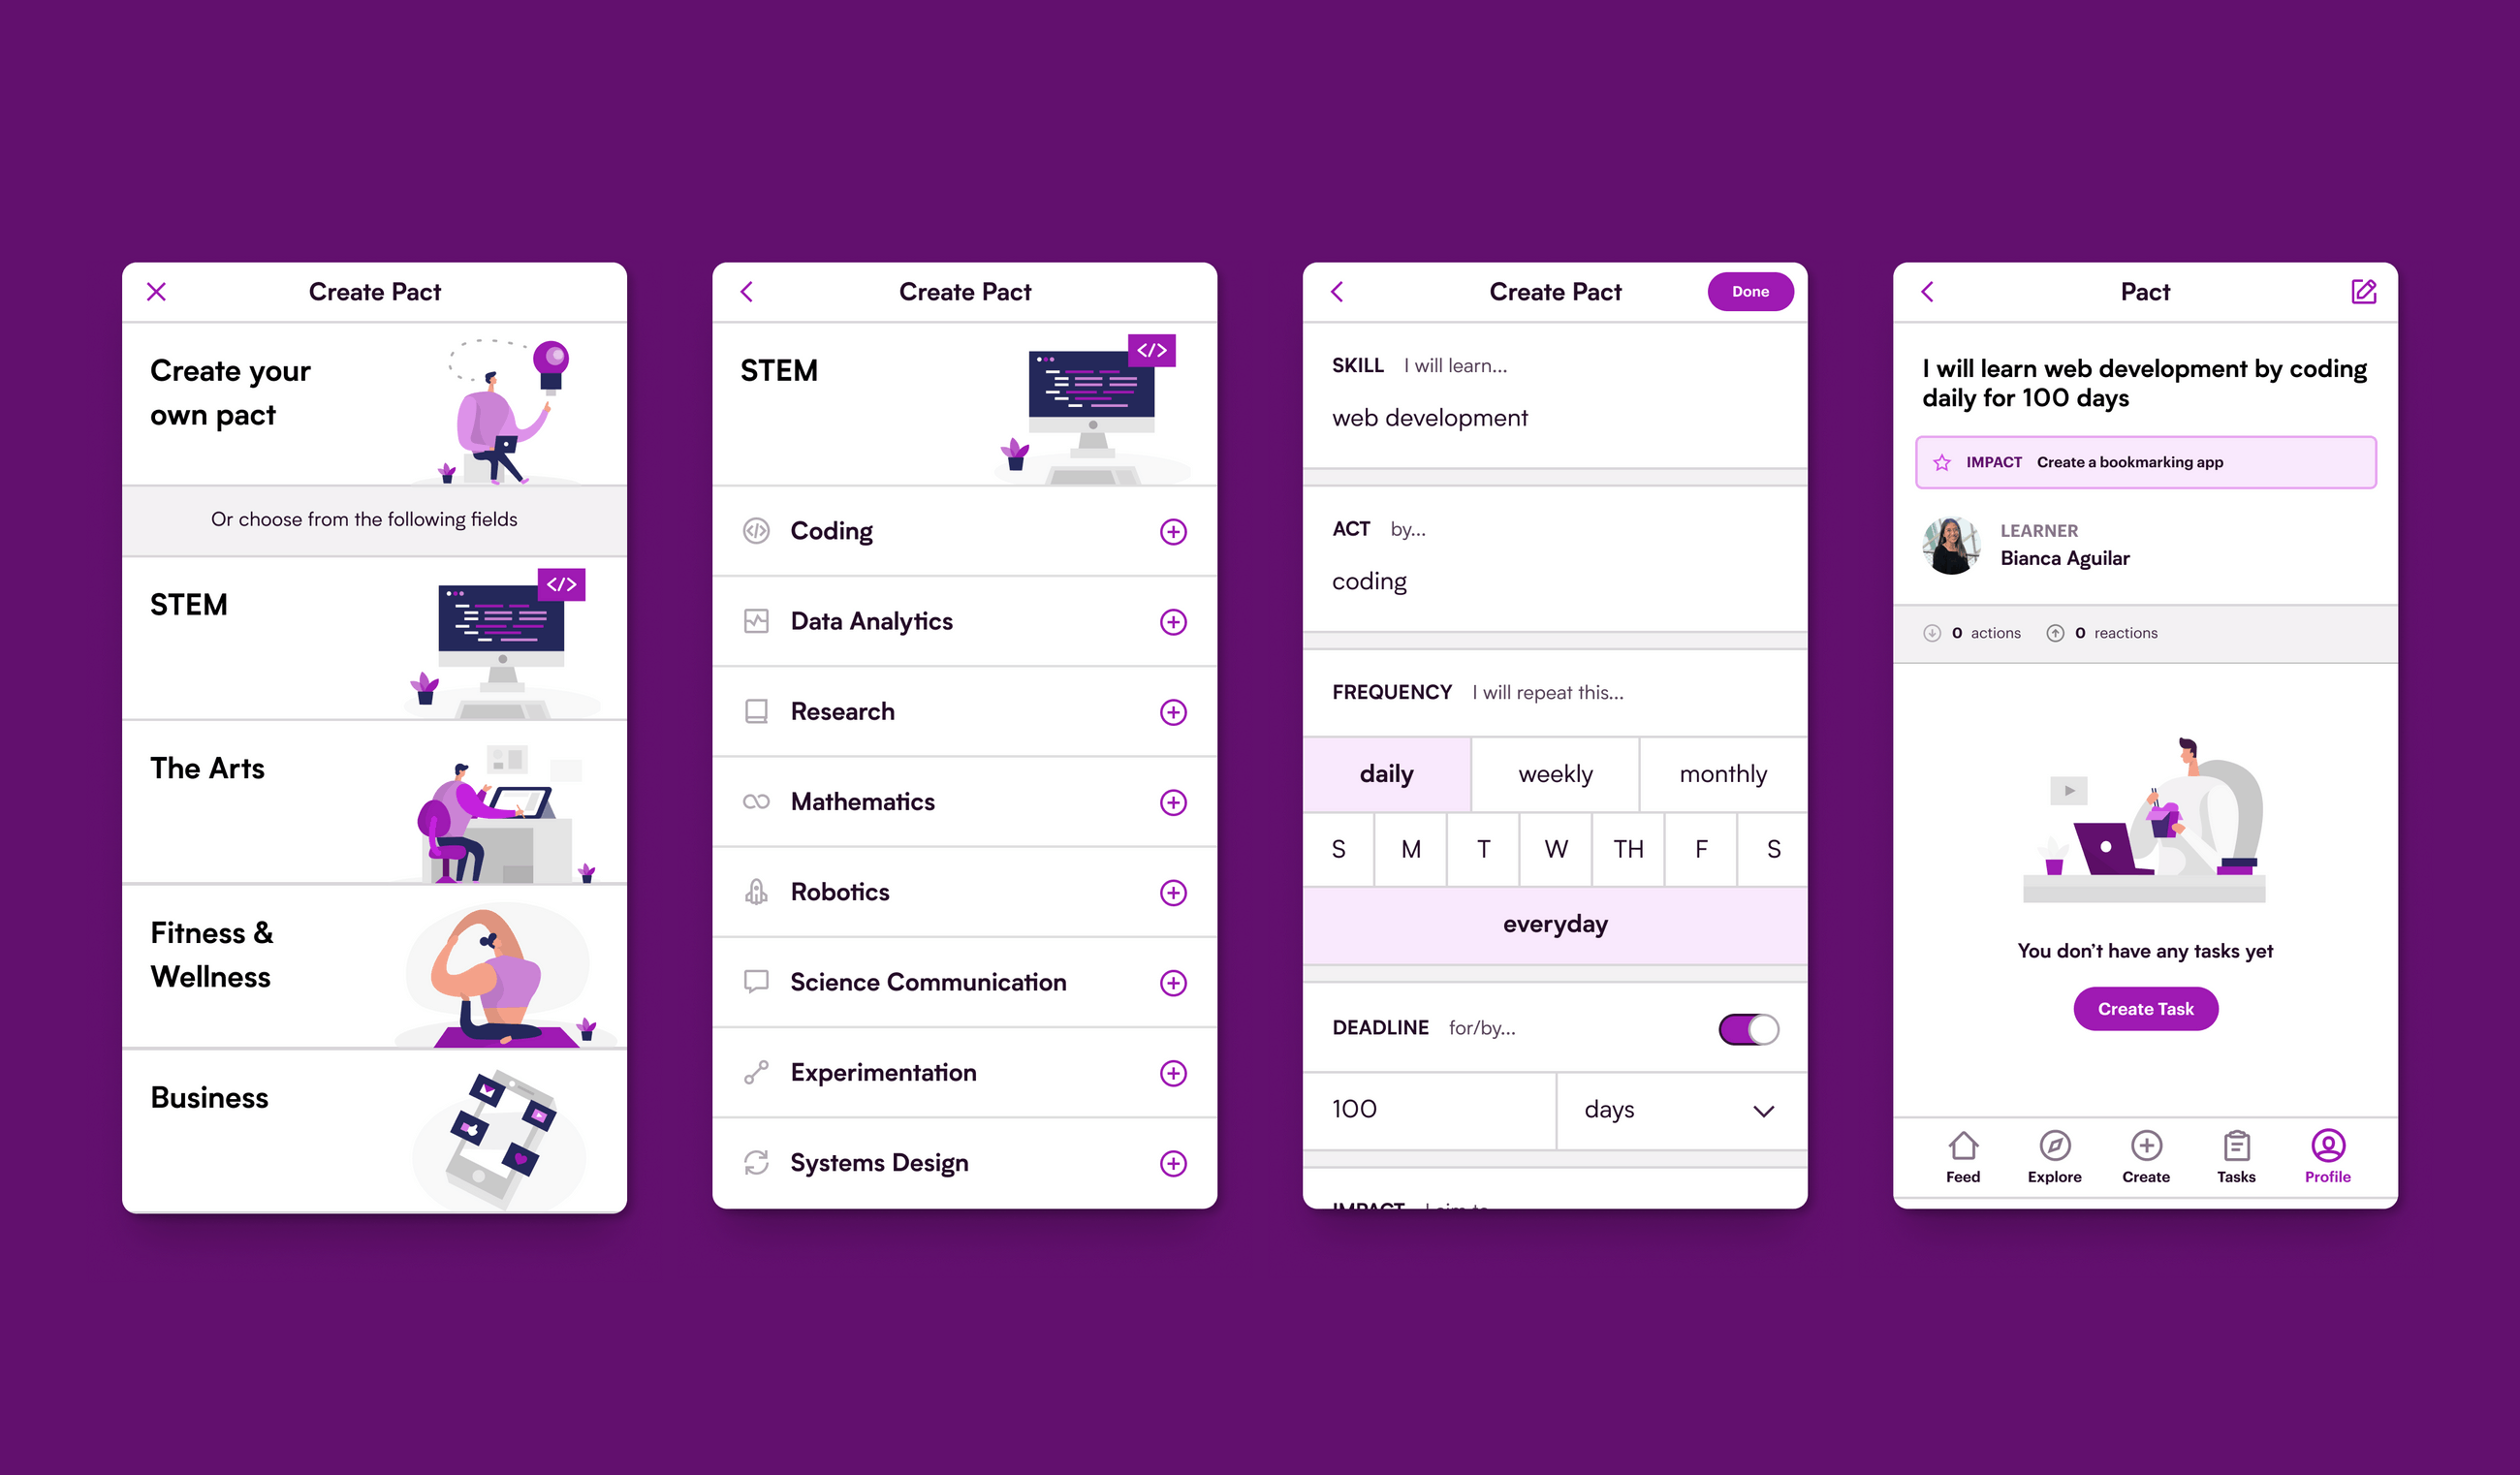 Create Pact
Create your
own pact
Or choose from the following fields
STEM
</>
The Arts
Fitness &
Wellness
Business
Create Pact
STEM
</>
Coding
Data Analytics
Research
Mathematics
Robotics
Science Communication
Experimentation
Systems Design
Create Pact
Done
SKILL I will learn...
web development
ACT by...
coding
FREQUENCY I will repeat this...
daily weekly monthly
S M T W TH F S
everyday
DEADLINE for/by...
100 days
IMPACT I aim to
Pact
I will learn web development by coding
daily for 100 days
IMPACT Create a bookmarking app
LEARNER
Bianca Aguilar
0 actions 0 reactions
You don't have any tasks yet
Create Task
Feed Explore Create Tasks Profile